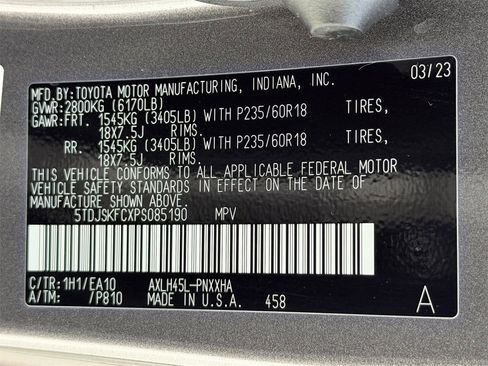 MFD.BY:TOYOTA MOTOR MANUFACTURING, INDIANA, INC. 03/23
GVWR:2800KG (6170LB)
GAWR:FRT. 1545KG (3405LB) WITH P235/60R18 TIRES,
18X7.5J RIMS.
RR. 1545KG (3405LB) WITH P235/60R18 TIRES,
18X7.5J RIMS.
THIS VEHICLE CONFORMS TO ALL APPLICABLE FEDERAL MOTOR
VEHICLE SAFETY STANDARDS IN EFFECT ON THE DATE OF
MANUFACTURE SHOWN ABOVE.
5TDJSKFCXPS085190 MPV
C/TR:1H1/EA10 AXLH45L-PNXXHA
A/TM: /P810 MADE IN U.S.A. 458 A